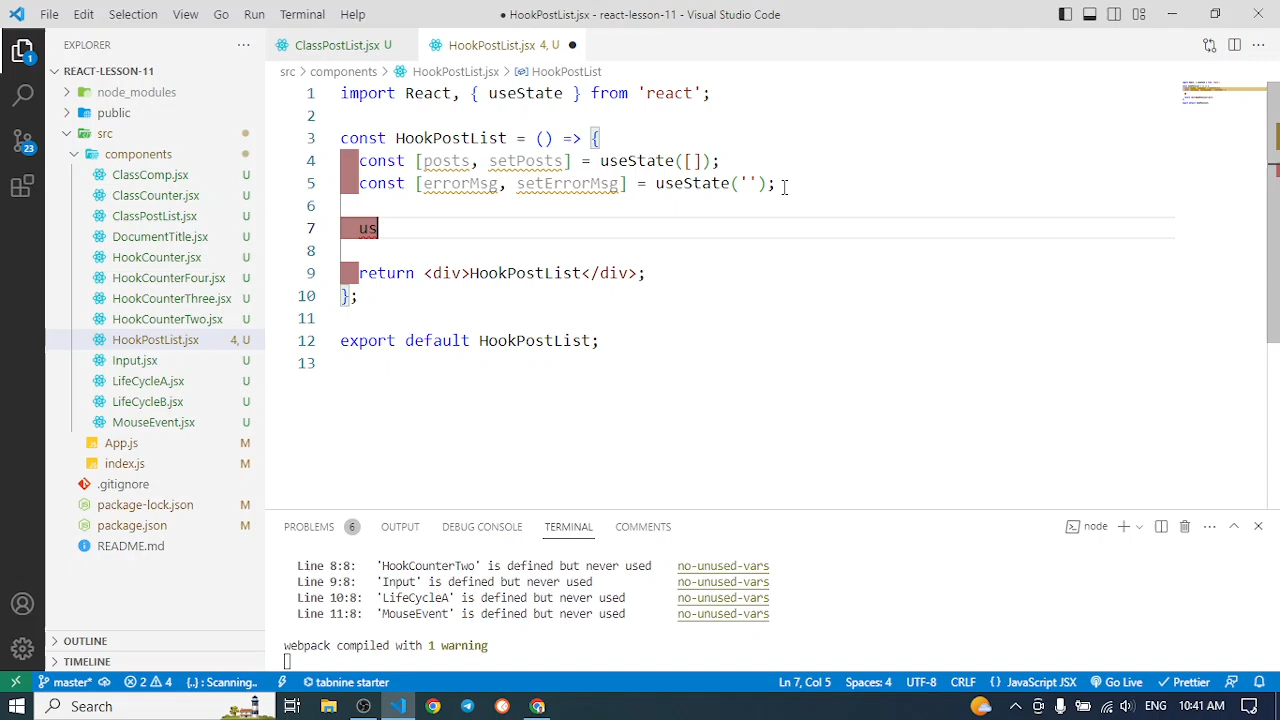 File Edit Selection View Go Run Terminal Help
● HookPostList.jsx - react-lesson-11 - Visual Studio Code
EXPLORER
ClassPostList.jsx U
HookPostList.jsx 4, U
REACT-LESSON-11
src > components > HookPostList.jsx > HookPostList
node_modules
public
src
components
ClassComp.jsx U
ClassCounter.jsx U
ClassPostList.jsx U
DocumentTitle.jsx U
HookCounter.jsx U
HookCounterFour.jsx U
HookCounterThree.jsx U
HookCounterTwo.jsx U
HookPostList.jsx 4, U
Input.jsx U
LifeCycleA.jsx U
LifeCycleB.jsx U
MouseEvent.jsx U
App.js M
index.js M
.gitignore
package-lock.json M
package.json M
README.md
OUTLINE
TIMELINE
1
23
1 import React, { useState } from 'react';
2
3 const HookPostList = () => {
4 const [posts, setPosts] = useState([]);
5 const [errorMsg, setErrorMsg] = useState('');
6
7 us
8
9 return <div>HookPostList</div>;
10 };
11
12 export default HookPostList;
13
PROBLEMS 6 OUTPUT DEBUG CONSOLE TERMINAL COMMENTS
node
Line 8:8: 'HookCounterTwo' is defined but never used no-unused-vars
Line 9:8: 'Input' is defined but never used no-unused-vars
Line 10:8: 'LifeCycleA' is defined but never used no-unused-vars
Line 11:8: 'MouseEvent' is defined but never used no-unused-vars
webpack compiled with 1 warning
master* 2 4 {..} : Scanning.. tabnine starter
Ln 7, Col 5 Spaces: 4 UTF-8 CRLF {} JavaScript JSX Go Live Prettier
Search
ENG 10:41 AM